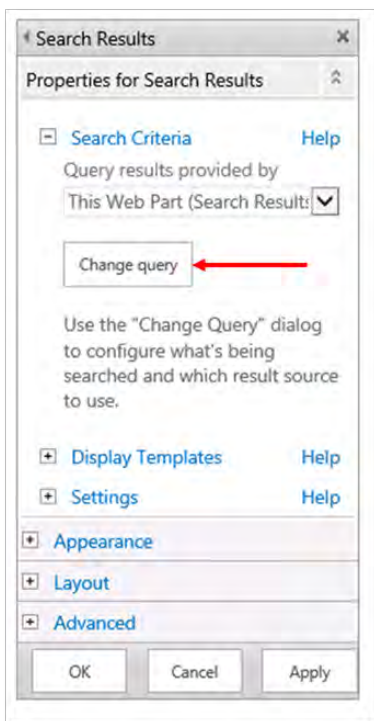 Search Results
Properties for Search Results
Search Criteria Help
Query results provided by
This Web Part (Search Results
Change query
Use the "Change Query" dialog
to configure what's being
searched and which result source
to use.
Display Templates Help
Settings Help
Appearance
Layout
Advanced
OK Cancel Apply